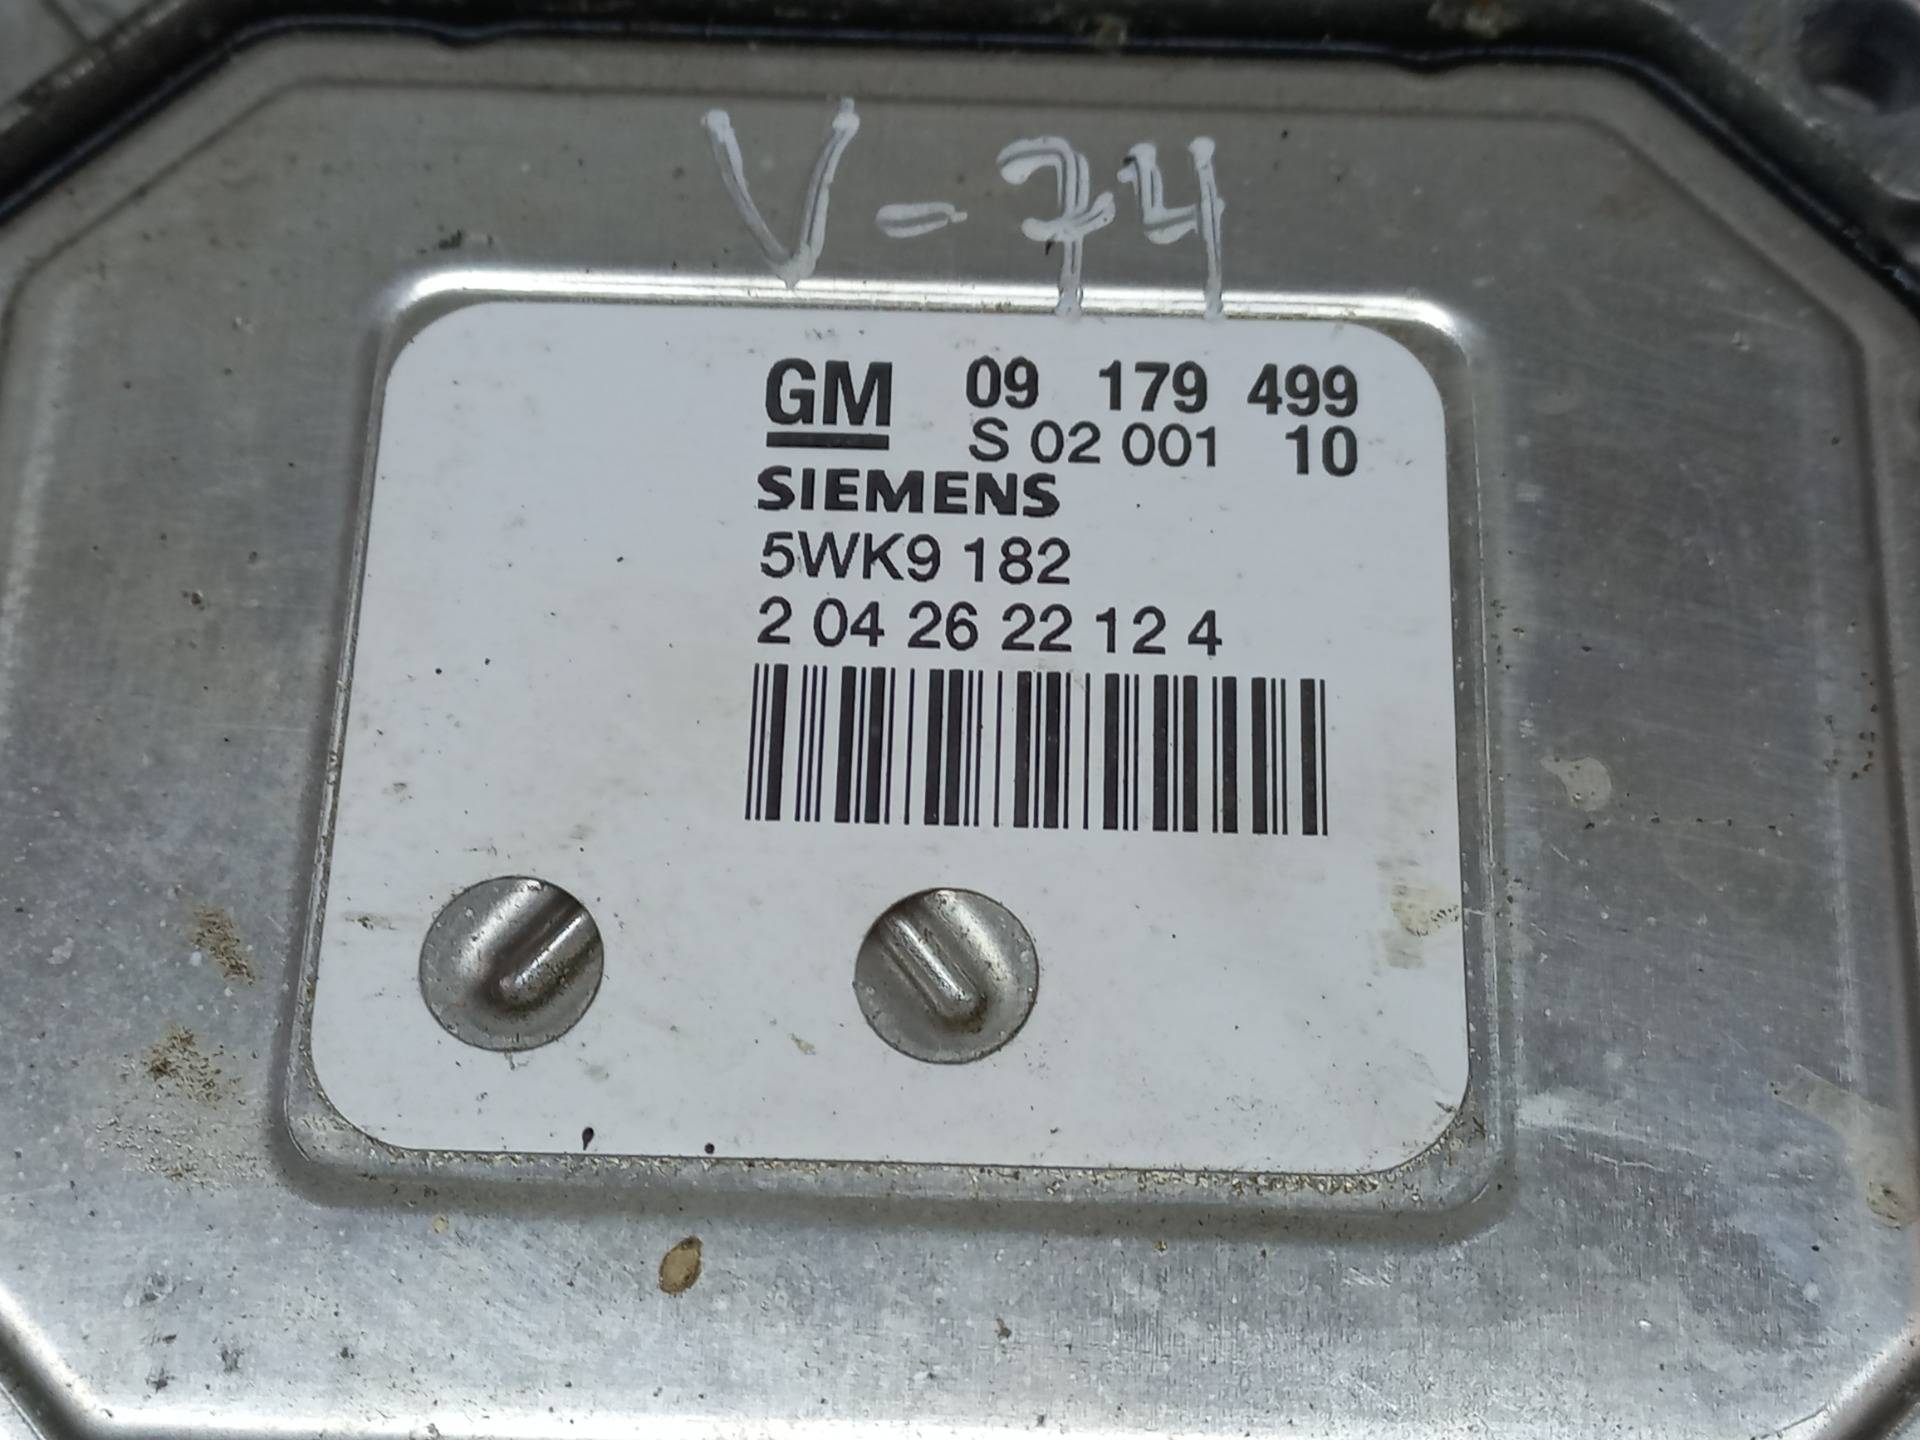 V-74
GM 09 179 499
S 02 001 10
SIEMENS
5WK9 182
2 04 26 22 12 4